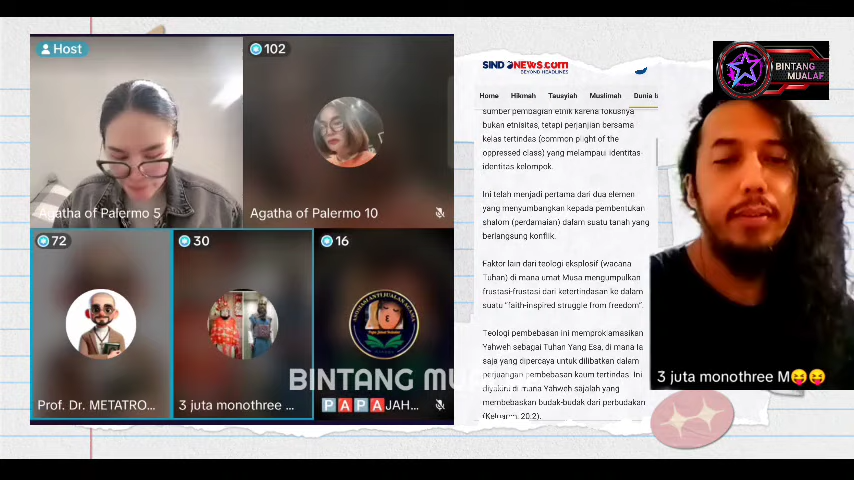 Host
102
Agatha of Palermo 5
Agatha of Palermo 10
72
30
16
Prof. Dr. METATRO...
3 juta monothree ...
PAPAJAH...
BINTANG MU
SINDONEWS.com
BEYOND HEADLINES
Home Hikmah Tausyiah Muslimah Dunia I
sumber pembagian etnik karena fokusnya
bukan etnisitas, tetapi perjanjian bersama
kelas tertindas (common plight of the
oppressed class) yang melampaui identitas-
identitas kelompok.
Ini telah menjadi pertama dari dua elemen
yang menyumbangkan kepada pembentukan
shalom (perdamaian) dalam suatu tanah yang
berlangsung konflik.
Faktor lain dari teologi eksplosif (wacana
Tuhan) di mana umat Musa mengumpulkan
frustasi-frustasi dari ketertindasan ke dalam
suatu "faith-inspired struggle from freedom".
Teologi pembebasan ini memproklamasikan
Yahweh sebagai Tuhan Yang Esa, di mana Ia
saja yang dipercaya untuk dilibatkan dalam
perjuangan pembebasan kaum tertindas. Ini
diyakini di mana Yahweh sajalah yang
membebaskan budak-budak dari perbudakan
(Keluaran, 20:2).
BINTANG
MUALAF
3 juta monothree M😝😝